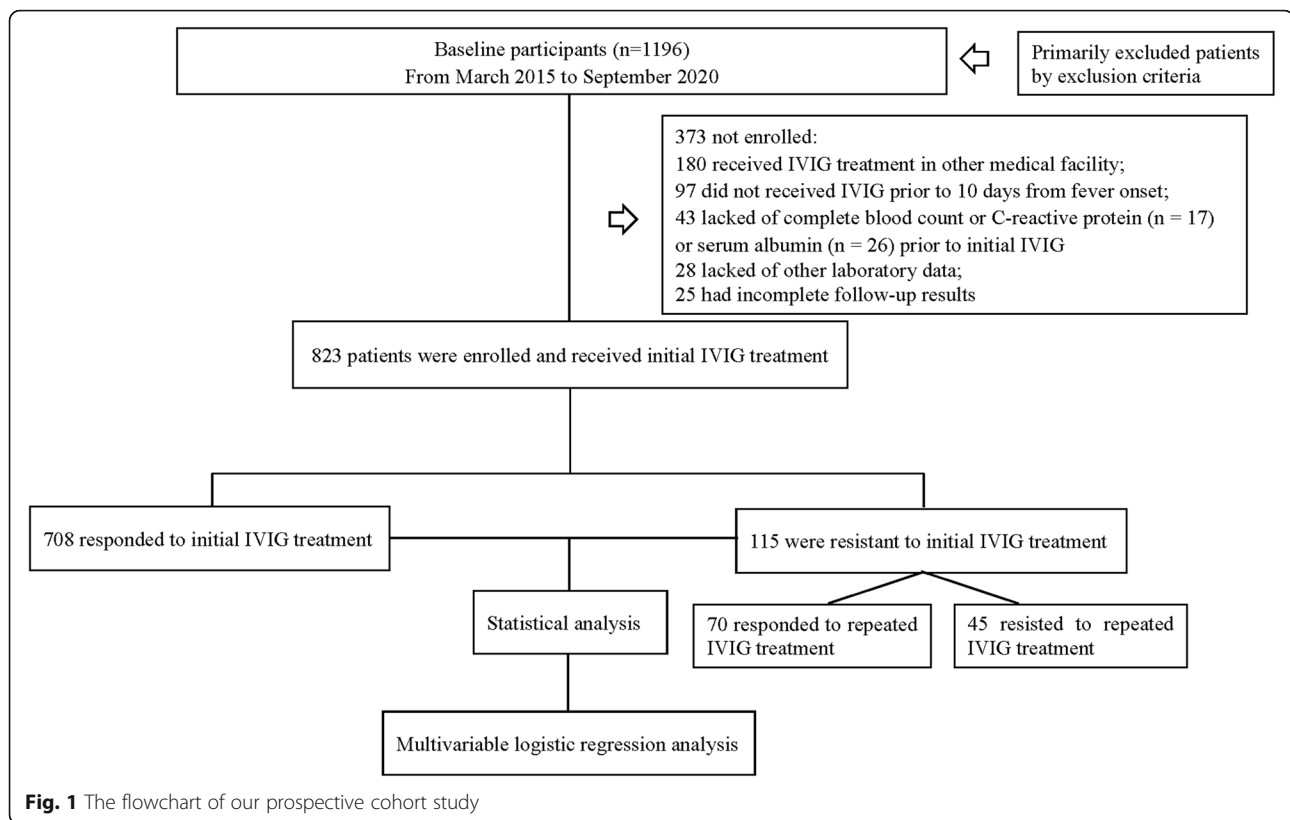 Baseline participants (n=1196)
From March 2015 to September 2020
Primarily excluded patients
by exclusion criteria
373 not enrolled:
180 received IVIG treatment in other medical facility;
97 did not received IVIG prior to 10 days from fever onset;
43 lacked of complete blood count or C-reactive protein (n = 17)
or serum albumin (n = 26) prior to initial IVIG
28 lacked of other laboratory data;
25 had incomplete follow-up results
823 patients were enrolled and received initial IVIG treatment
708 responded to initial IVIG treatment
115 were resistant to initial IVIG treatment
Statistical analysis
70 responded to repeated
IVIG treatment
45 resisted to repeated
IVIG treatment
Multivariable logistic regression analysis
Fig. 1 The flowchart of our prospective cohort study